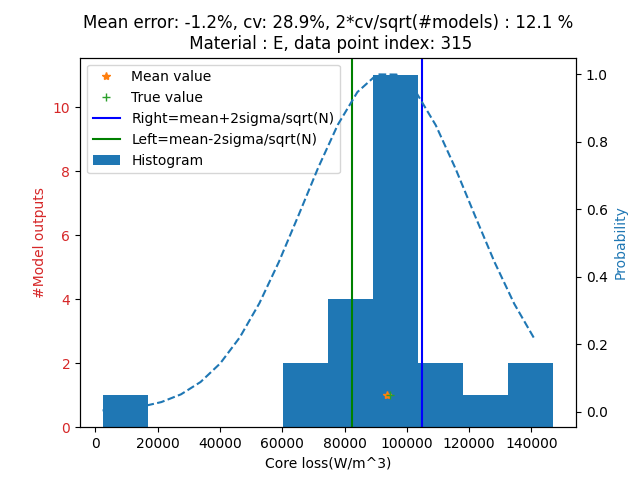 Mean error: -1.2%, cv: 28.9%, 2*cv/sqrt(#models) : 12.1 %
Material : E, data point index: 315
Mean value
True value
Right=mean+2sigma/sqrt(N)
Left=mean-2sigma/sqrt(N)
Histogram
#Model outputs
0
2
4
6
8
10
Probability
0.0
0.2
0.4
0.6
0.8
1.0
0 20000 40000 60000 80000 100000 120000 140000
Core loss(W/m^3)